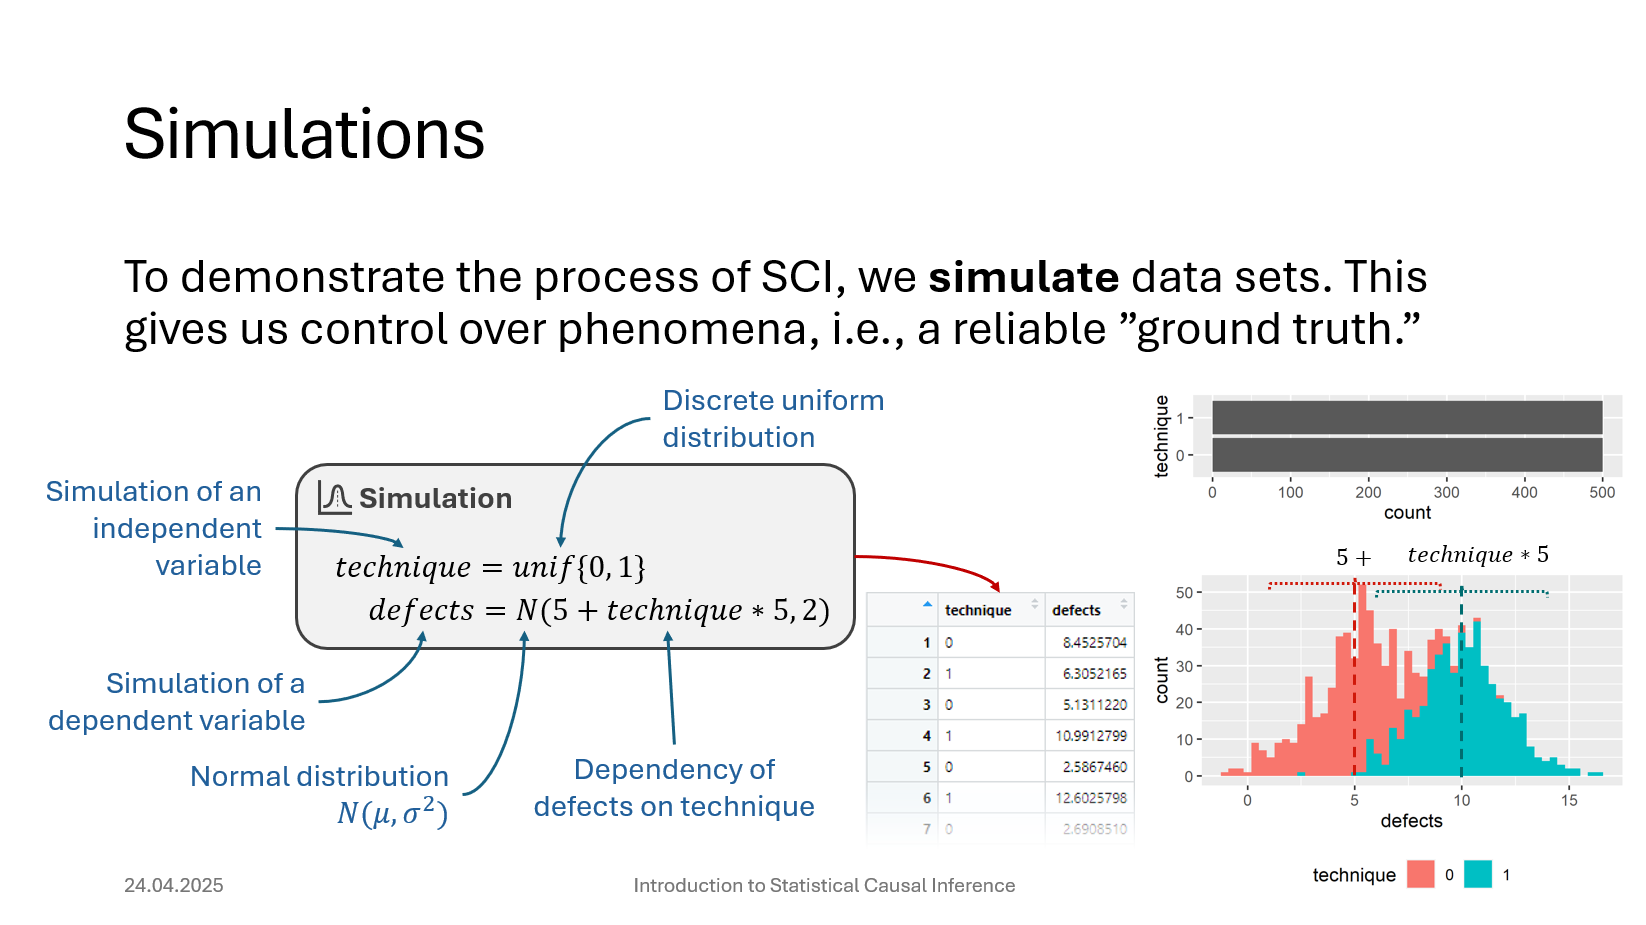 Simulations
To demonstrate the process of SCI, we simulate data sets. This
gives us control over phenomena, i.e., a reliable ”ground truth.”
Discrete uniform
distribution
Simulation of an
independent
variable
Simulation
technique = unif{0, 1}
defects = N(5 + technique ∗ 5, 2)
Simulation of a
dependent variable
Normal distribution
N(μ, σ²)
Dependency of
defects on technique
technique defects
1 0 8.4525704
2 1 6.3052165
3 0 5.1311220
4 1 10.9912799
5 0 2.5867460
6 1 12.6025798
7 0 2.6908510
technique
1
0
0 100 200 300 400 500
count
5 + technique ∗ 5
count
50
40
30
20
10
0
0 5 10 15
defects
technique 0 1
24.04.2025
Introduction to Statistical Causal Inference